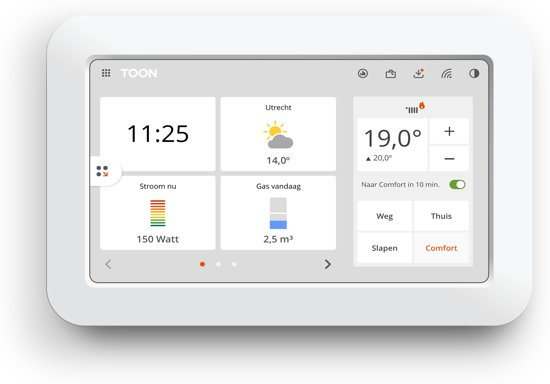 TOON
11:25
Utrecht
14,0°
Stroom nu
150 Watt
Gas vandaag
2,5 m³
19,0°
▲ 20,0°
+
−
Naar Comfort in 10 min.
Weg
Thuis
Slapen
Comfort